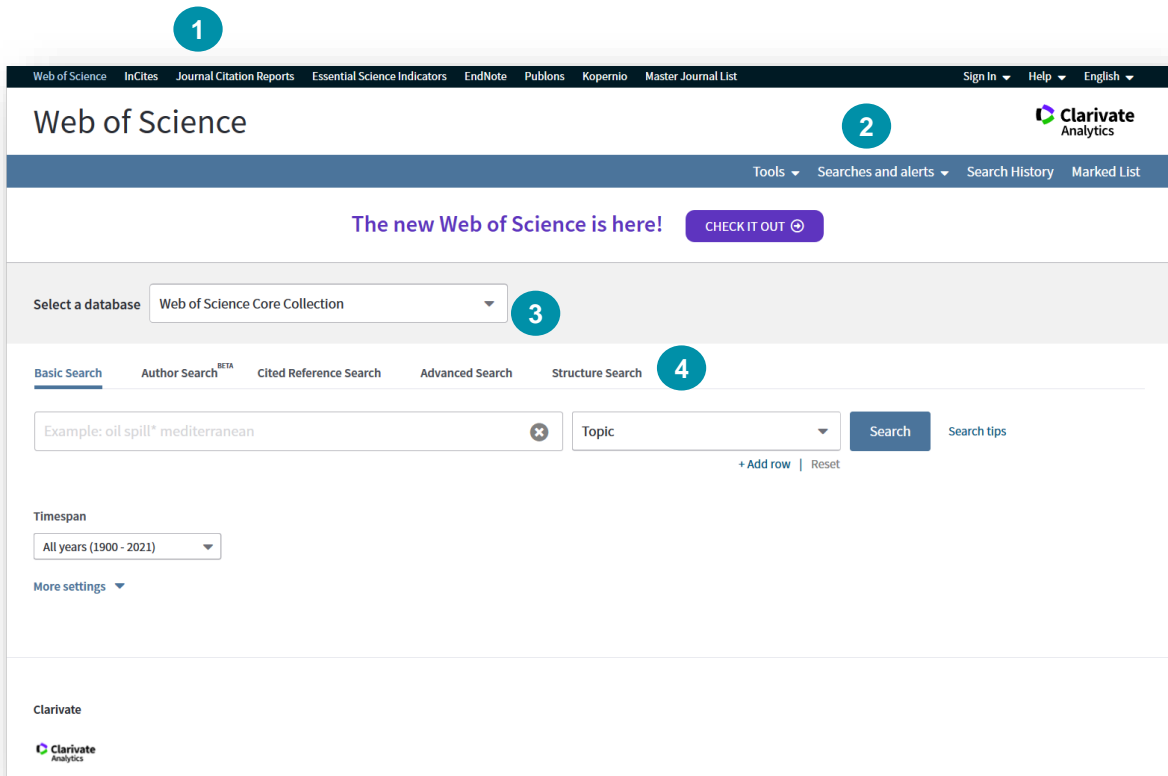 1
Web of Science InCites Journal Citation Reports Essential Science Indicators EndNote Publons Kopernio Master Journal List Sign In Help English
Web of Science
2
Clarivate
Analytics
Tools Searches and alerts Search History Marked List
The new Web of Science is here! CHECK IT OUT
Select a database Web of Science Core Collection
3
Basic Search Author Search BETA Cited Reference Search Advanced Search Structure Search
4
Example: oil spill* mediterranean Topic Search Search tips
+ Add row | Reset
Timespan
All years (1900 - 2021)
More settings
Clarivate
Clarivate
Analytics